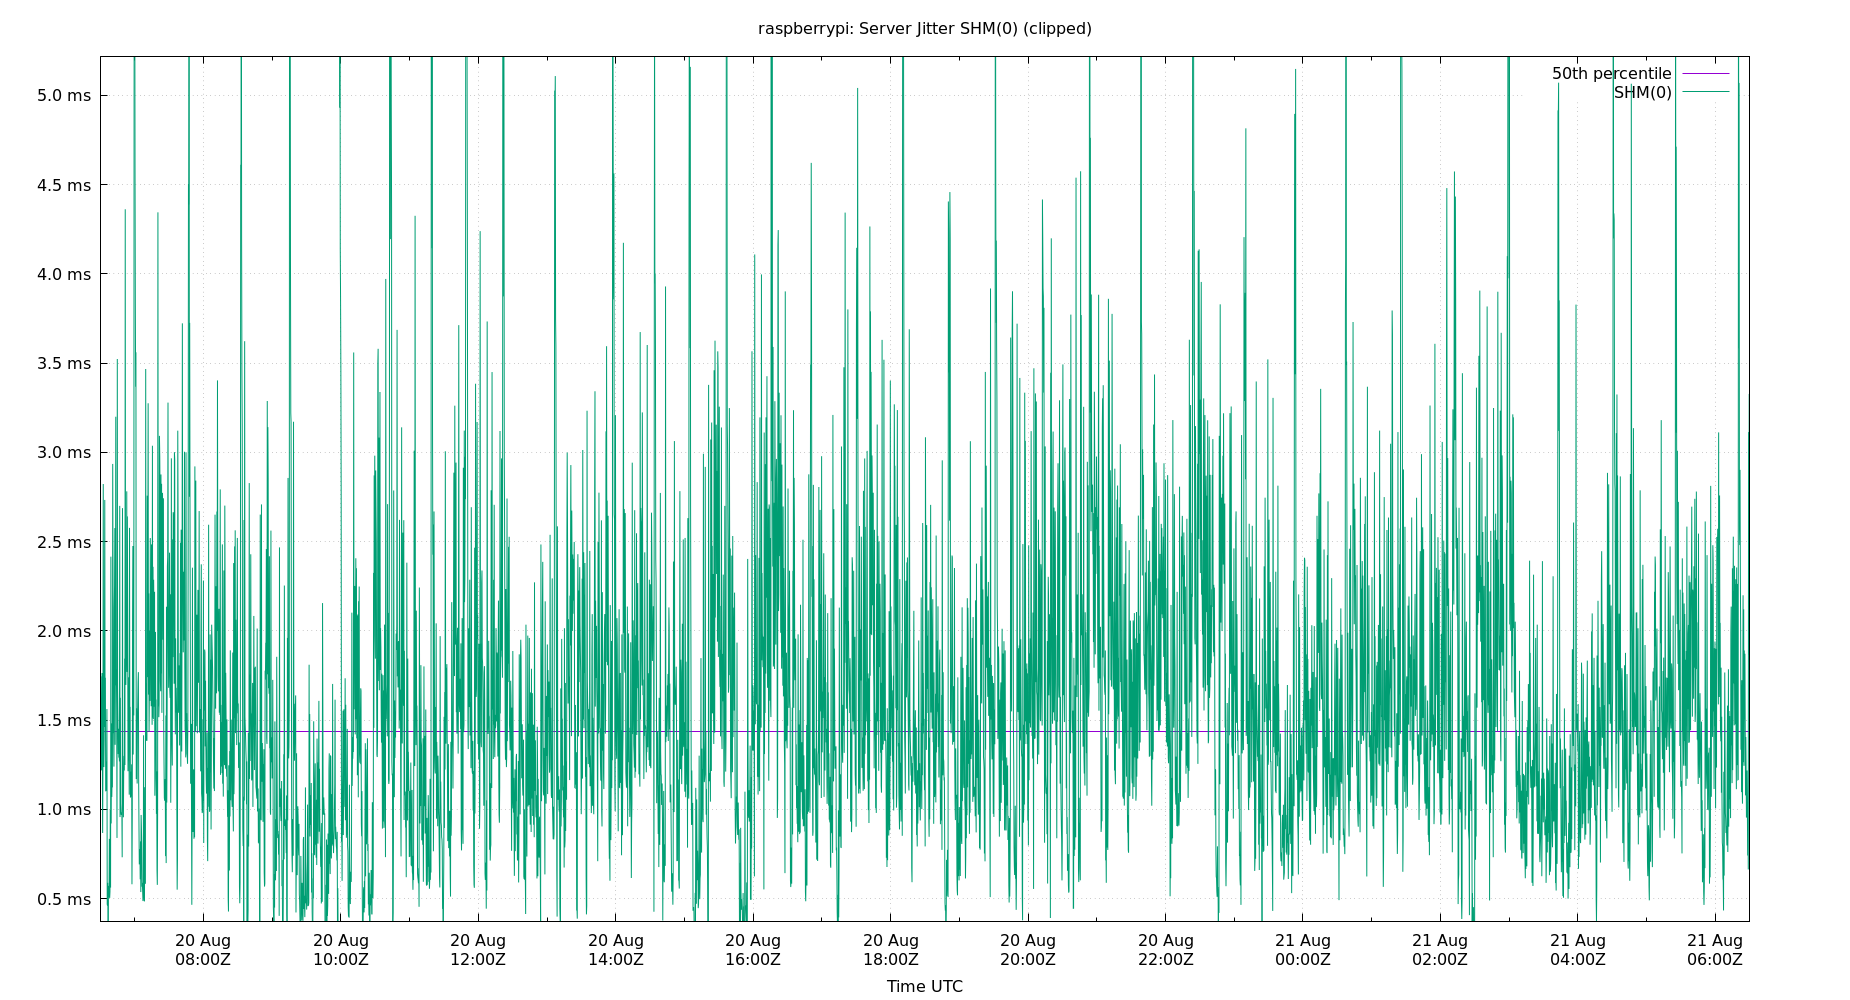 raspberrypi: Server Jitter SHM(0) (clipped)
50th percentile
SHM(0)
5.0 ms
4.5 ms
4.0 ms
3.5 ms
3.0 ms
2.5 ms
2.0 ms
1.5 ms
1.0 ms
0.5 ms
20 Aug 20 Aug 20 Aug 20 Aug 20 Aug 20 Aug 20 Aug 20 Aug 21 Aug 21 Aug 21 Aug 21 Aug
08:00Z 10:00Z 12:00Z 14:00Z 16:00Z 18:00Z 20:00Z 22:00Z 00:00Z 02:00Z 04:00Z 06:00Z
Time UTC